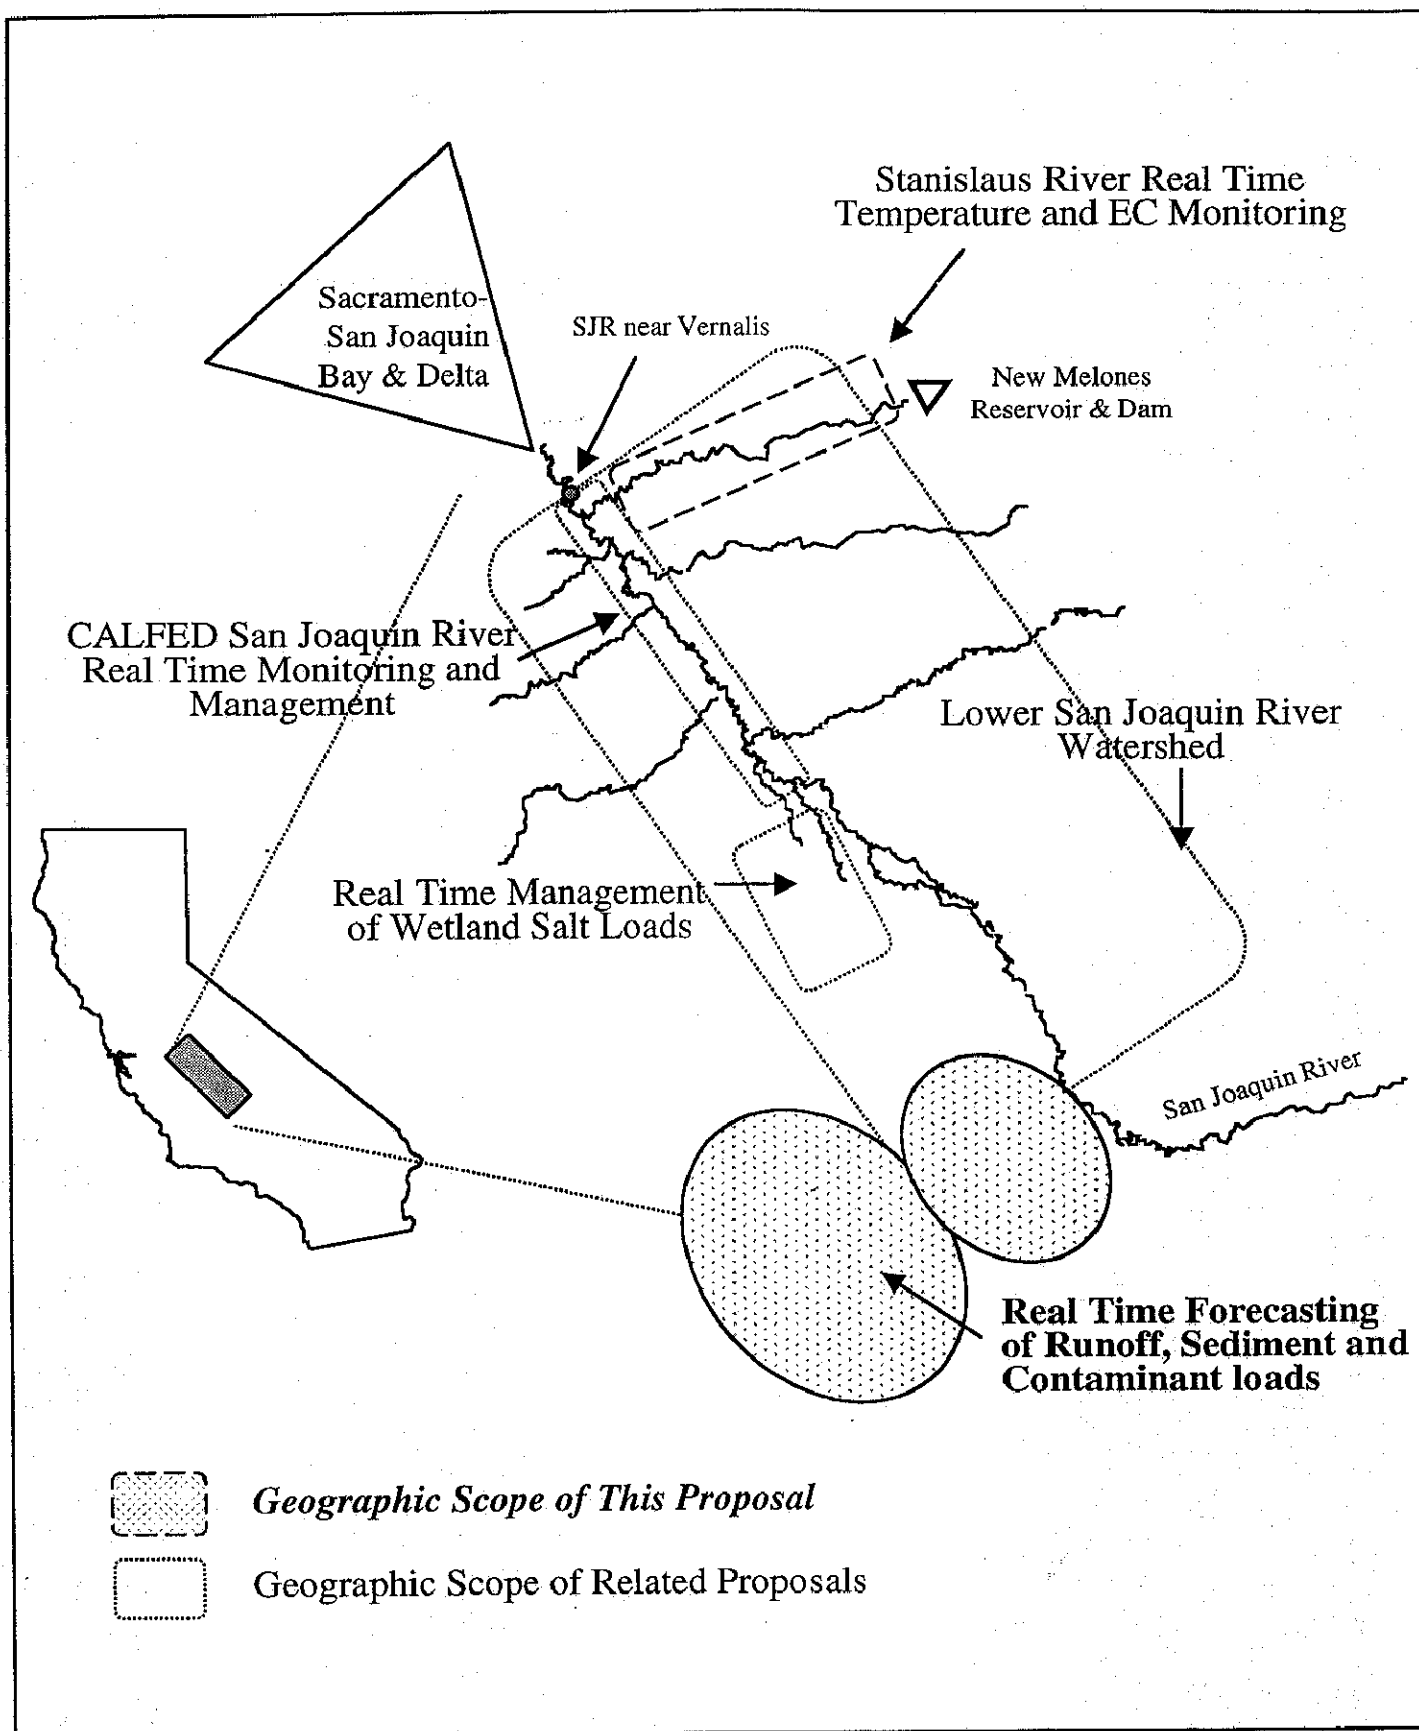 Stanislaus River Real Time
Temperature and EC Monitoring
Sacramento-
San Joaquin
Bay & Delta
SJR near Vernalis
New Melones
Reservoir & Dam
CALFED San Joaquin River
Real Time Monitoring and
Management
Lower San Joaquin River
Watershed
Real Time Management
of Wetland Salt Loads
San Joaquin River
Real Time Forecasting
of Runoff, Sediment and
Contaminant loads
Geographic Scope of This Proposal
Geographic Scope of Related Proposals